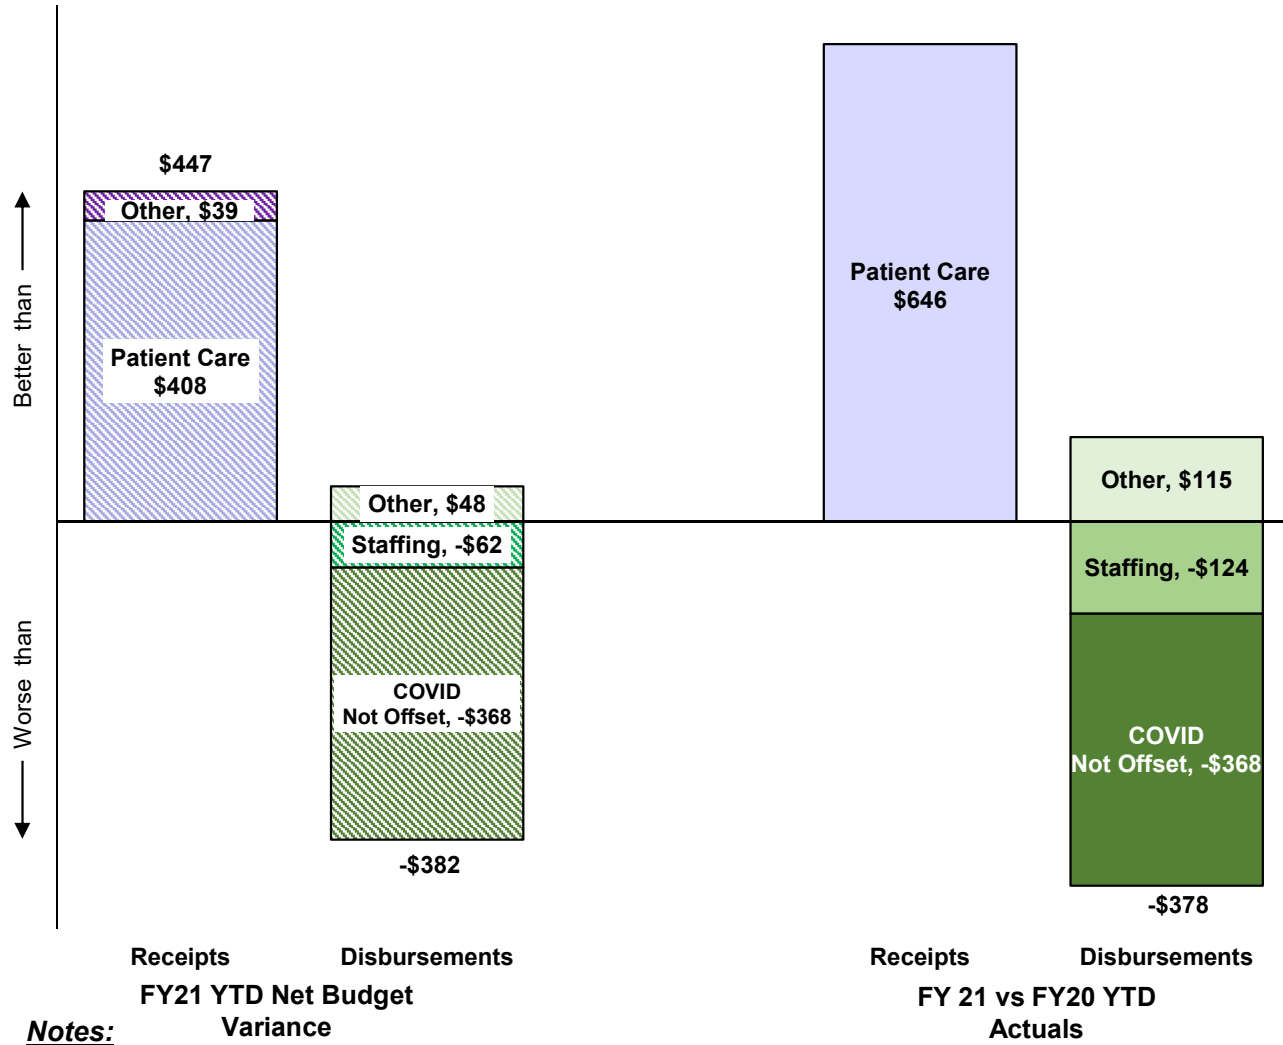 $447
Other, $39
Patient Care
$408
Other, $48
Staffing, -$62
COVID
Not Offset, -$368
-$382
Patient Care
$646
Other, $115
Staffing, -$124
COVID
Not Offset, -$368
-$378
Better than
Worse than
Receipts
Disbursements
Receipts
Disbursements
FY21 YTD Net Budget
Variance
FY 21 vs FY20 YTD
Actuals
Notes: